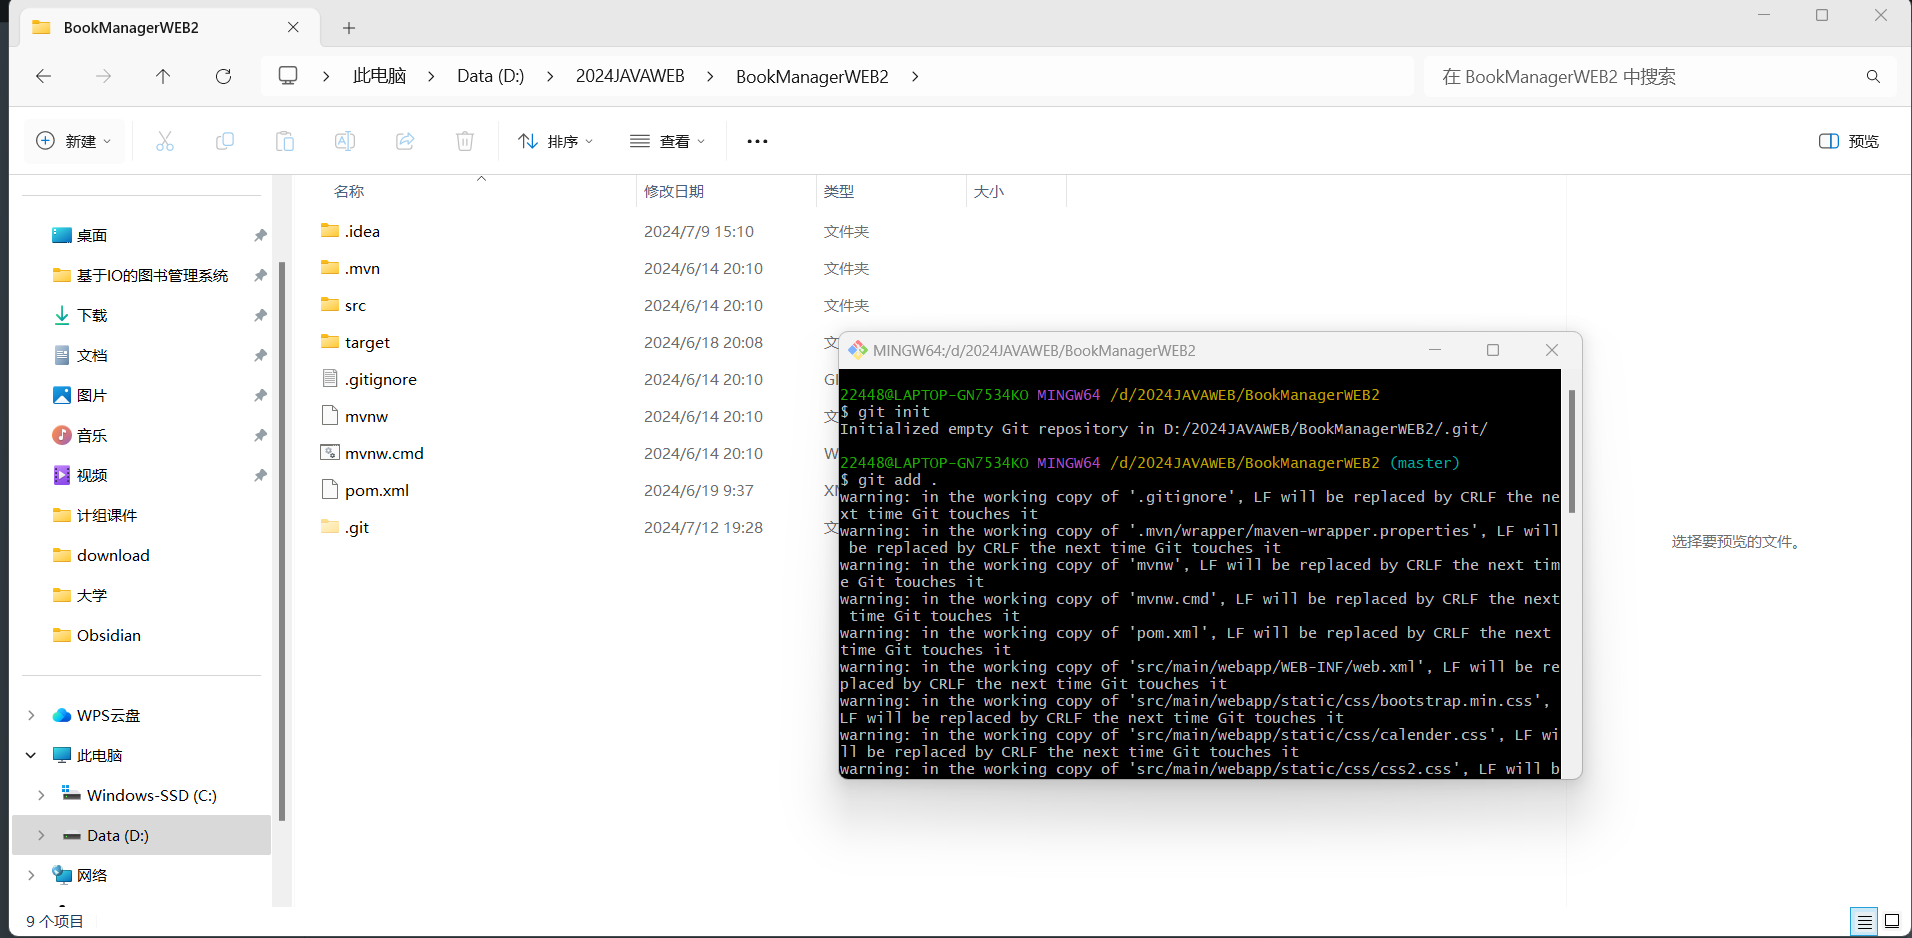 BookManagerWEB2
此电脑 Data (D:) 2024JAVAWEB BookManagerWEB2
在 BookManagerWEB2 中搜索
新建 排序 查看 预览
名称 修改日期 类型 大小
桌面
基于IO的图书管理系统
下载
文档
图片
音乐
视频
计组课件
download
大学
Obsidian
WPS云盘
此电脑
Windows-SSD (C:)
Data (D:)
网络
.idea 2024/7/9 15:10 文件夹
.mvn 2024/6/14 20:10 文件夹
src 2024/6/14 20:10 文件夹
target 2024/6/18 20:08 文
.gitignore 2024/6/14 20:10
mvnw 2024/6/14 20:10 文
mvnw.cmd 2024/6/14 20:10 W
pom.xml 2024/6/19 9:37
.git 2024/7/12 19:28 文
MINGW64:/d/2024JAVAWEB/BookManagerWEB2
22448@LAPTOP-GN7534KO MINGW64 /d/2024JAVAWEB/BookManagerWEB2
$ git init
Initialized empty Git repository in D:/2024JAVAWEB/BookManagerWEB2/.git/
22448@LAPTOP-GN7534KO MINGW64 /d/2024JAVAWEB/BookManagerWEB2 (master)
$ git add .
warning: in the working copy of '.gitignore', LF will be replaced by CRLF the ne
xt time Git touches it
warning: in the working copy of '.mvn/wrapper/maven-wrapper.properties', LF will
be replaced by CRLF the next time Git touches it
warning: in the working copy of 'mvnw', LF will be replaced by CRLF the next tim
e Git touches it
warning: in the working copy of 'mvnw.cmd', LF will be replaced by CRLF the next
time Git touches it
warning: in the working copy of 'pom.xml', LF will be replaced by CRLF the next
time Git touches it
warning: in the working copy of 'src/main/webapp/WEB-INF/web.xml', LF will be re
placed by CRLF the next time Git touches it
warning: in the working copy of 'src/main/webapp/static/css/bootstrap.min.css',
LF will be replaced by CRLF the next time Git touches it
warning: in the working copy of 'src/main/webapp/static/css/calender.css', LF wi
ll be replaced by CRLF the next time Git touches it
warning: in the working copy of 'src/main/webapp/static/css/css2.css', LF will b
选择要预览的文件。
9 个项目